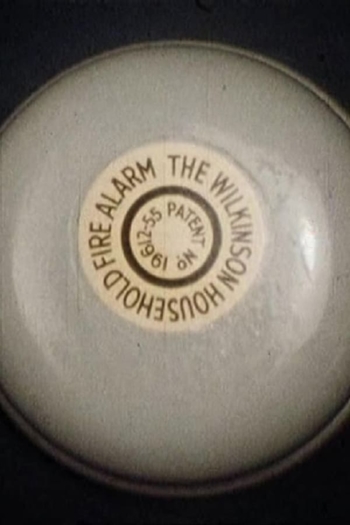 THE WILKINSON HOUSEHOLD FIRE ALARM
PATENT No. 19612-55